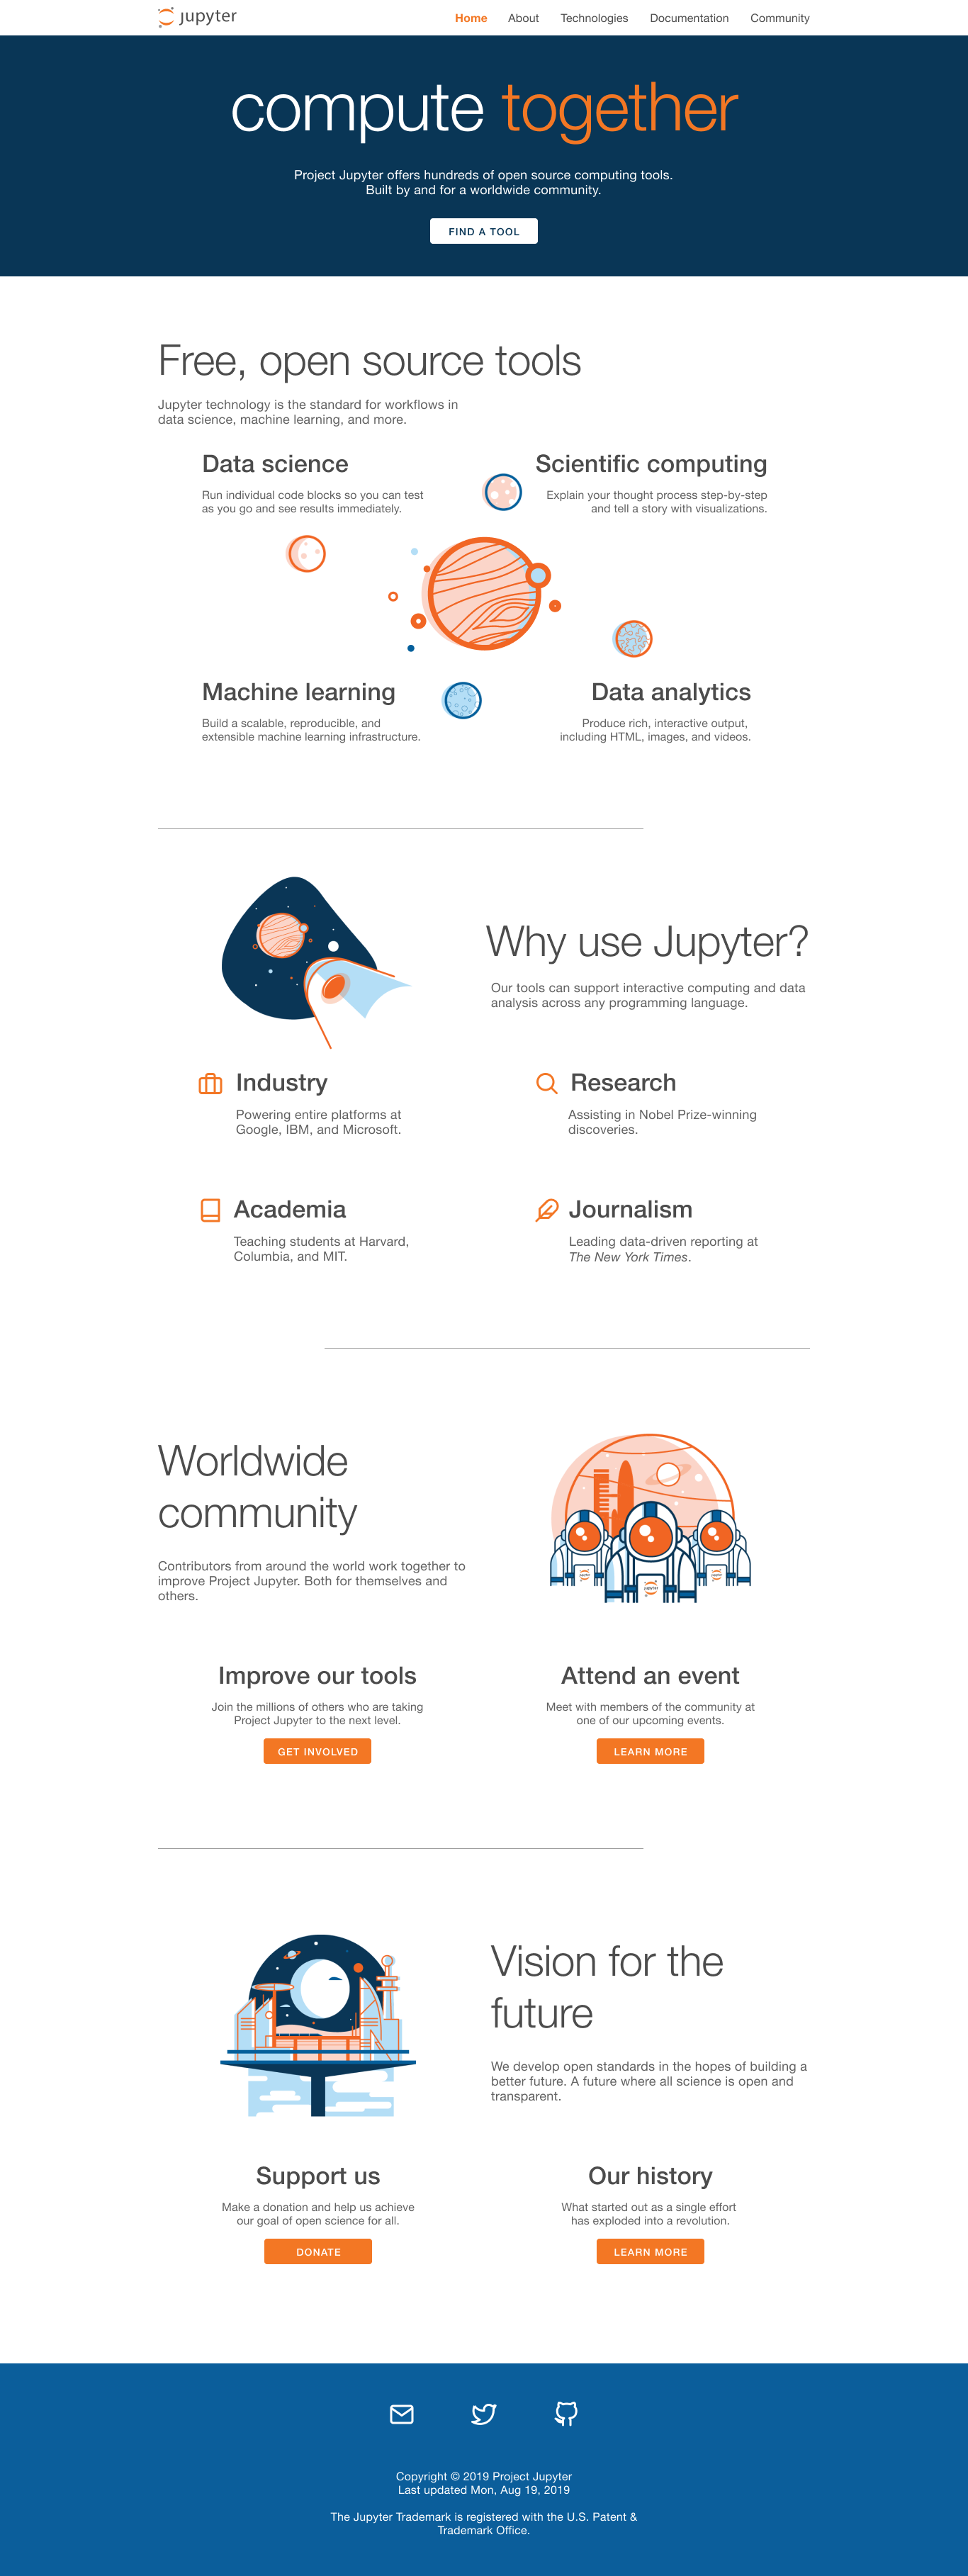 jupyter
Home About Technologies Documentation Community
compute together
Project Jupyter offers hundreds of open source computing tools.
Built by and for a worldwide community.
FIND A TOOL
Free, open source tools
Jupyter technology is the standard for workflows in
data science, machine learning, and more.
Data science
Run individual code blocks so you can test
as you go and see results immediately.
Scientific computing
Explain your thought process step-by-step
and tell a story with visualizations.
Machine learning
Build a scalable, reproducible, and
extensible machine learning infrastructure.
Data analytics
Produce rich, interactive output,
including HTML, images, and videos.
Why use Jupyter?
Our tools can support interactive computing and data
analysis across any programming language.
Industry
Powering entire platforms at
Google, IBM, and Microsoft.
Research
Assisting in Nobel Prize-winning
discoveries.
Academia
Teaching students at Harvard,
Columbia, and MIT.
Journalism
Leading data-driven reporting at
The New York Times.
Worldwide
community
Contributors from around the world work together to
improve Project Jupyter. Both for themselves and
others.
jupyter
jupyter
jupyter
Improve our tools
Join the millions of others who are taking
Project Jupyter to the next level.
GET INVOLVED
Attend an event
Meet with members of the community at
one of our upcoming events.
LEARN MORE
Vision for the
future
We develop open standards in the hopes of building a
better future. A future where all science is open and
transparent.
Support us
Make a donation and help us achieve
our goal of open science for all.
DONATE
Our history
What started out as a single effort
has exploded into a revolution.
LEARN MORE
Copyright © 2019 Project Jupyter
Last updated Mon, Aug 19, 2019
The Jupyter Trademark is registered with the U.S. Patent &
Trademark Office.